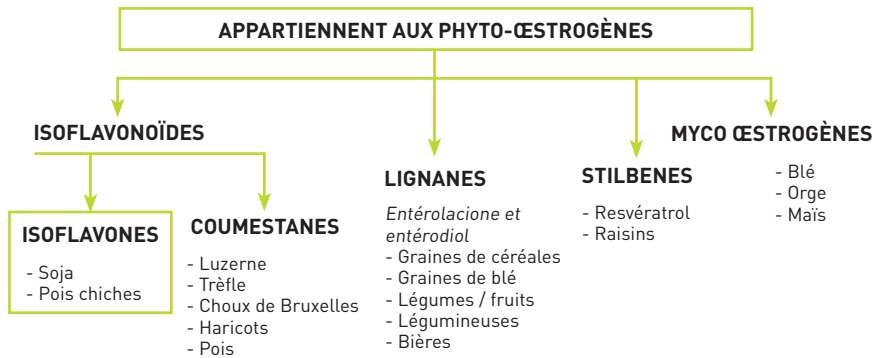 APPARTIENNENT AUX PHYTO-ŒSTROGÈNES
ISOFLAVONOÏDES
ISOFLAVONES
- Soja
- Pois chiches
COUMESTANES
- Luzerne
- Trèfle
- Choux de Bruxelles
- Haricots
- Pois
LIGNANES
Entérolacione et
entérodiol
- Graines de céréales
- Graines de blé
- Légumes / fruits
- Légumineuses
- Bières
STILBENES
- Resvératrol
- Raisins
MYCO ŒSTROGÈNES
- Blé
- Orge
- Maïs